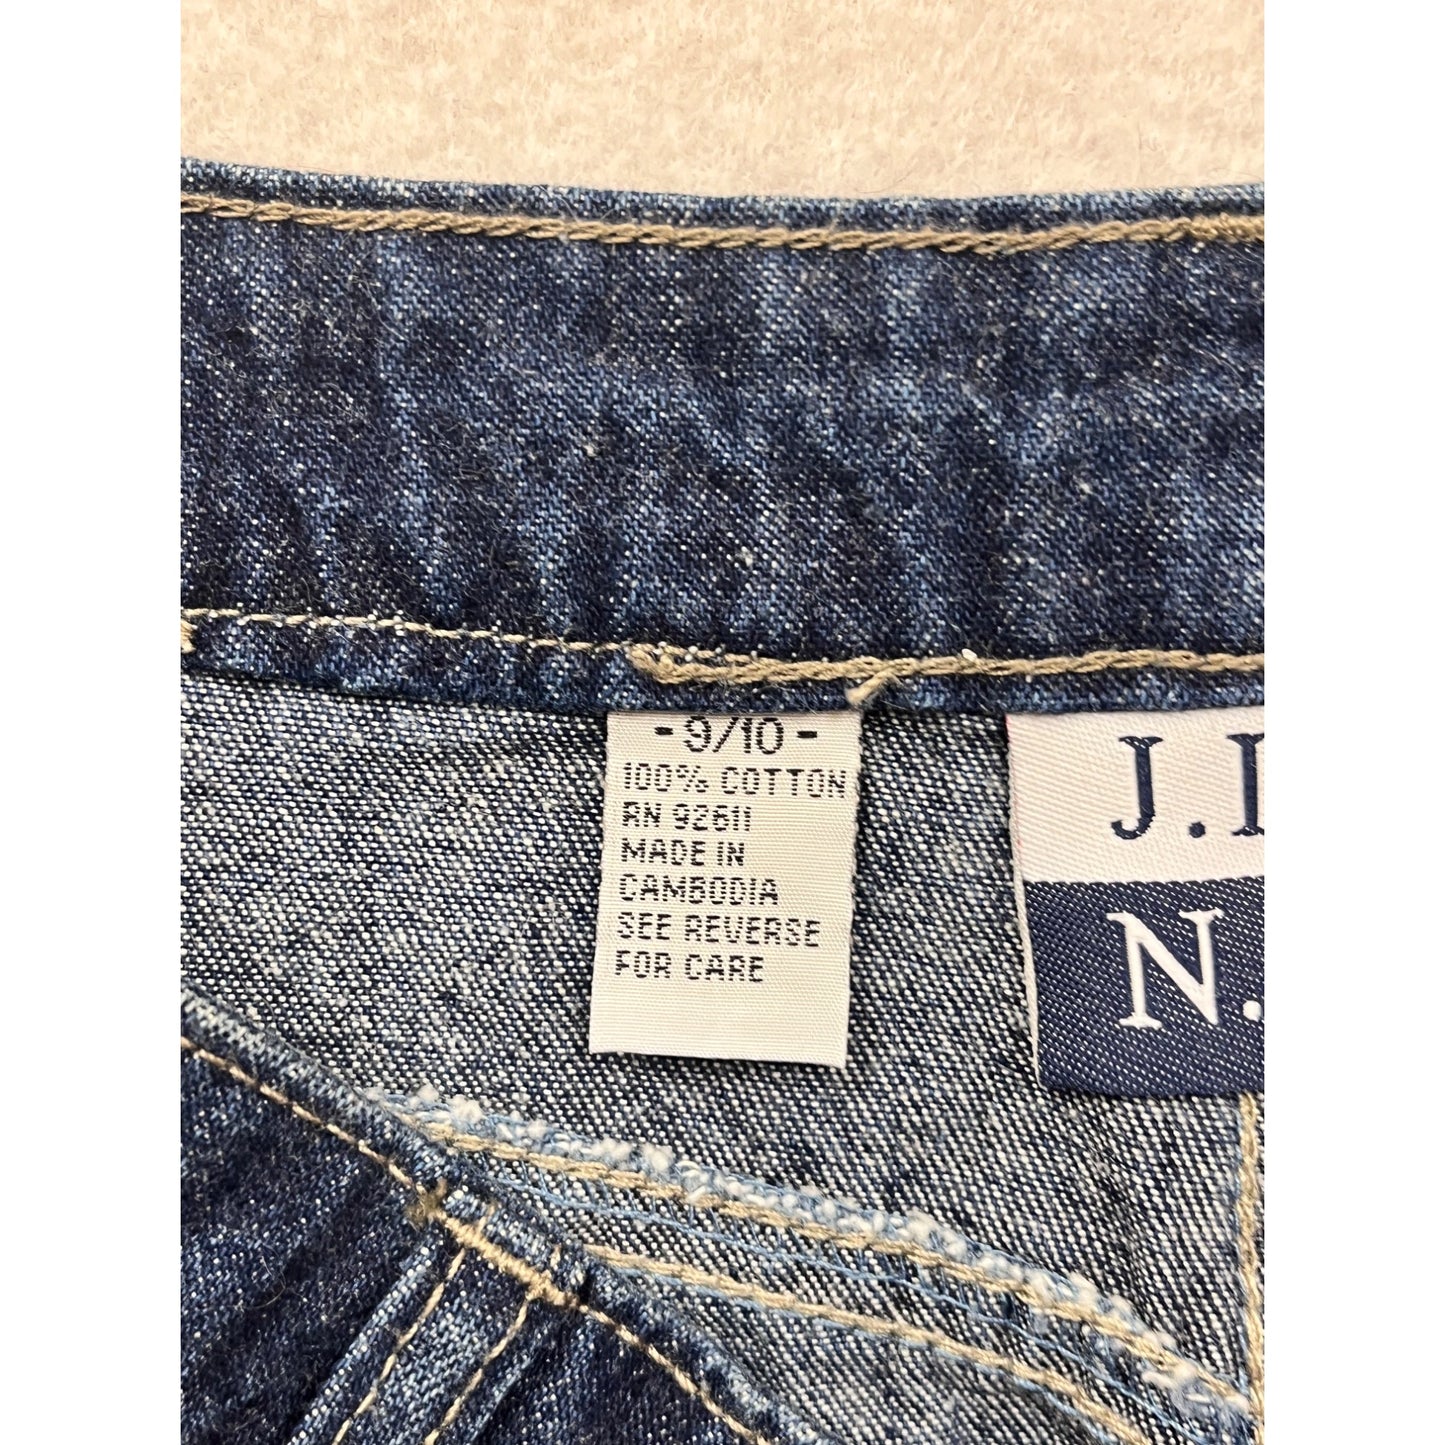 - 9/10 -
100% COTTON
RN 92611
MADE IN
CAMBODIA
SEE REVERSE
FOR CARE
J.
N.